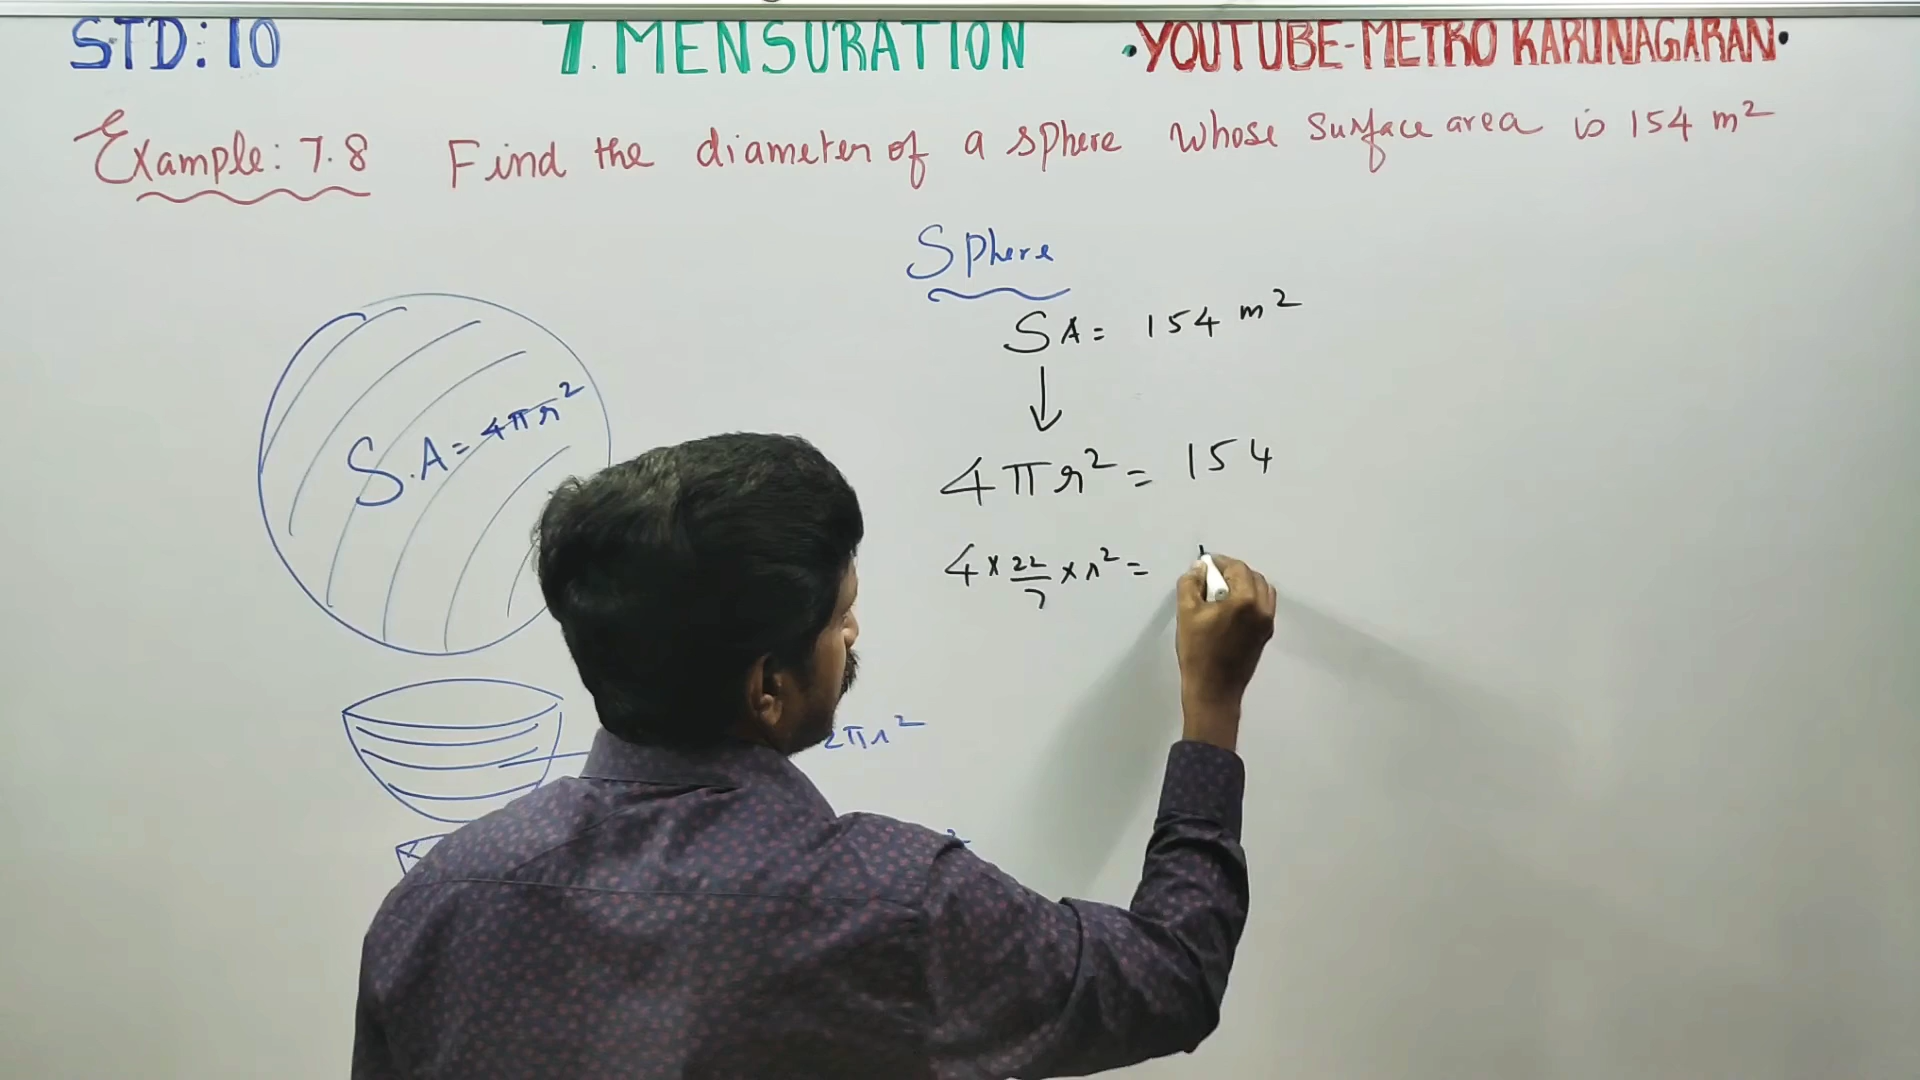 STD: 10 7. MENSURATION • YOUTUBE-METRO KARUNAGARAN •
Example: 7.8 Find the diameter of a sphere whose surface area is 154 m²
Sphere
SA = 154 m²
S.A = 4πr²
4πr² = 154
4 × 22/7 × r² =
2πr²